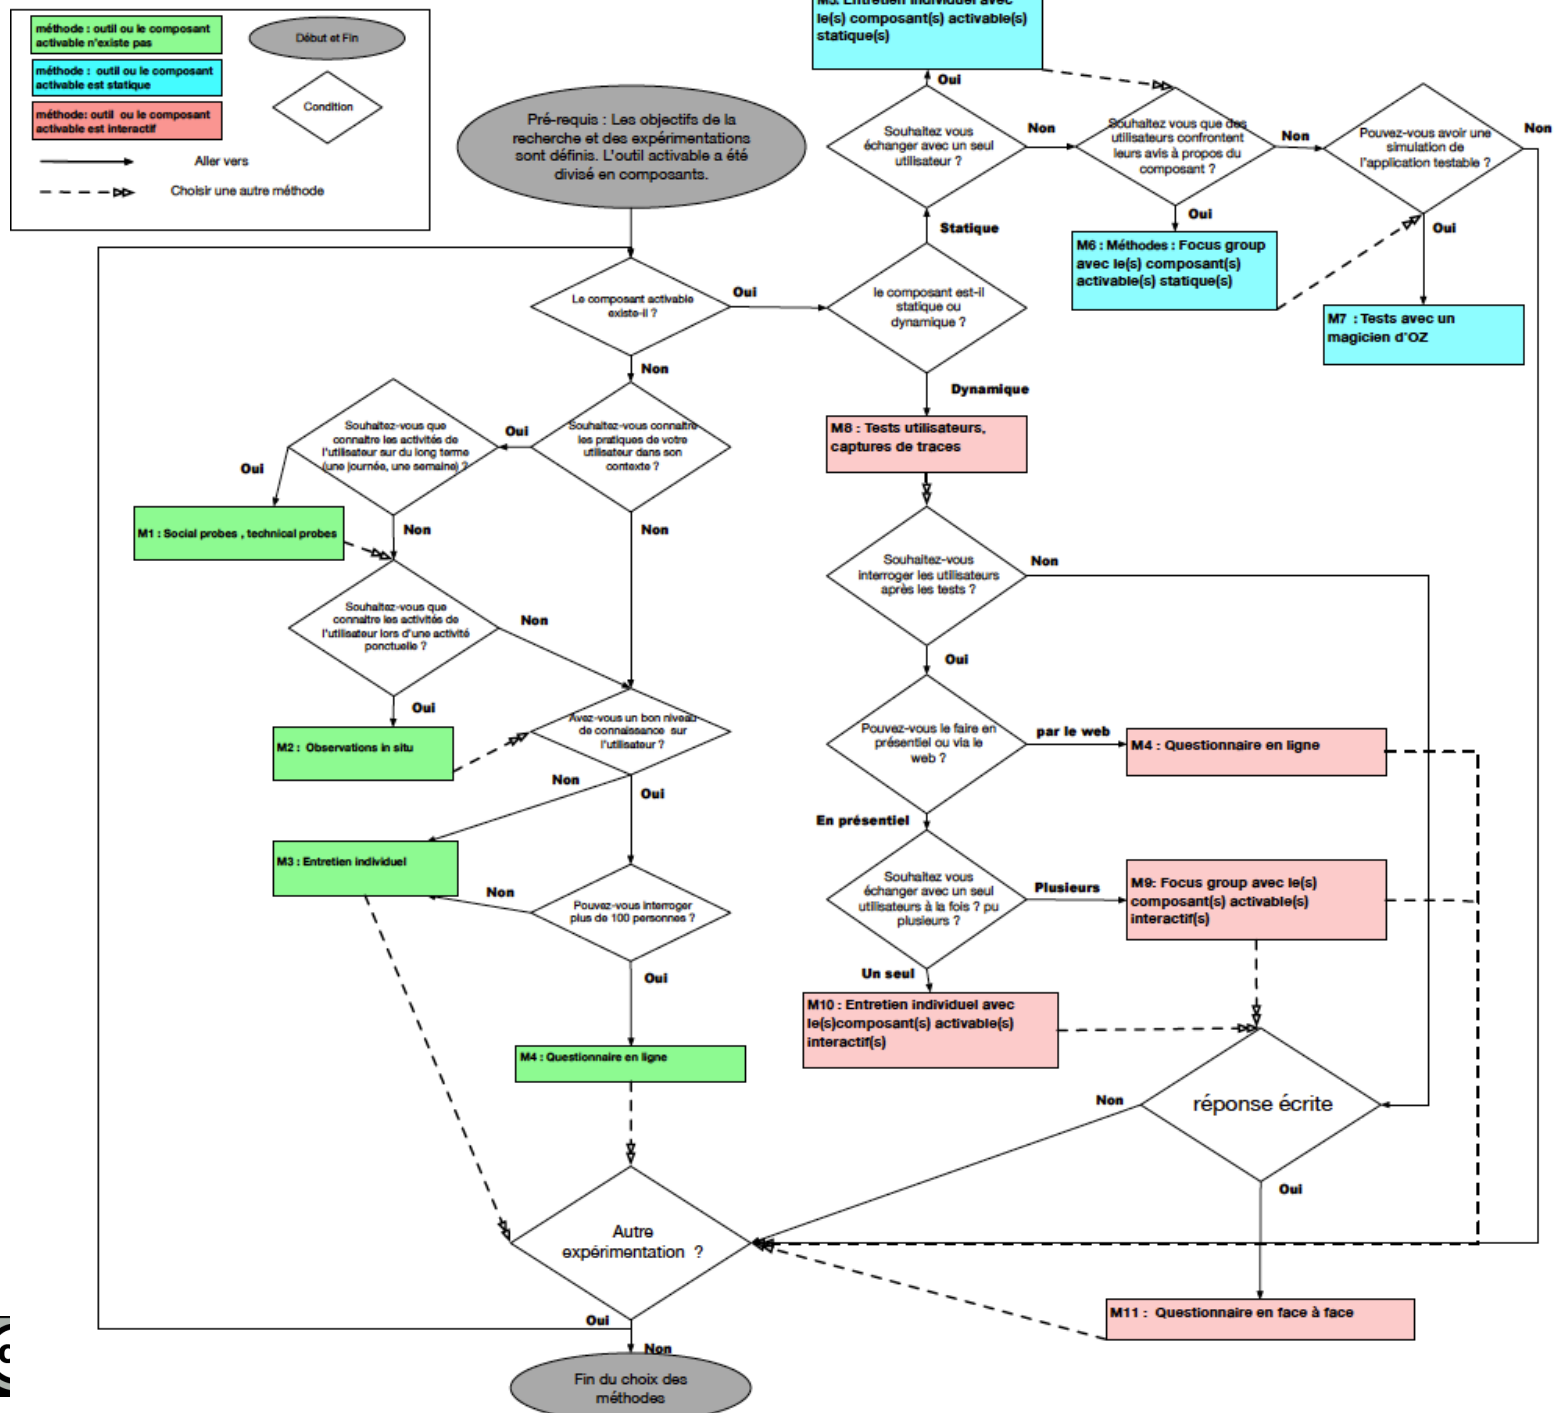 méthode : outil ou le composant
activable n'existe pas
méthode : outil ou le composant
activable est statique
méthode: outil ou le composant
activable est interactif
Début et Fin
Condition
Aller vers
Choisir une autre méthode
Pré-requis : Les objectifs de la
recherche et des expérimentations
sont définis. L'outil activable a été
divisé en composants.
M5: Entretien individuel avec
le(s) composant(s) activable(s)
statique(s)
Oui
Souhaitez vous
échanger avec un seul
utilisateur ?
Non
Souhaitez vous que des
utilisateurs confrontent
leurs avis à propos du
composant ?
Non
Pouvez-vous avoir une
simulation de
l'application testable ?
Non
Oui
Oui
Statique
M6 : Méthodes : Focus group
avec le(s) composant(s)
activable(s) statique(s)
M7 : Tests avec un
magicien d'OZ
Le composant activable
existe-il ?
Oui
le composant est-il
statique ou
dynamique ?
Non
Dynamique
Souhaitez-vous que
connaître les activités de
l'utilisateur sur du long terme
(une journée, une semaine) ?
Oui
Souhaitez-vous connaître
les pratiques de votre
utilisateur dans son
contexte ?
M8 : Tests utilisateurs,
captures de traces
Oui
M1 : Social probes , technical probes
Non
Non
Souhaitez-vous
interroger les utilisateurs
après les tests ?
Non
Souhaitez-vous que
connaître les activités de
l'utilisateur lors d'une activité
ponctuelle ?
Non
Oui
Oui
M2 : Observations in situ
Avez-vous un bon niveau
de connaissance sur
l'utilisateur ?
Pouvez-vous le faire en
présentiel ou via le
web ?
par le web
M4 : Questionnaire en ligne
Non
Oui
En présentiel
M3 : Entretien individuel
Non
Pouvez-vous interroger
plus de 100 personnes ?
Souhaitez vous
échanger avec un seul
utilisateurs à la fois ? pu
plusieurs ?
Plusieurs
M9: Focus group avec le(s)
composant(s) activable(s)
interactif(s)
Oui
Un seul
M10 : Entretien individuel avec
le(s)composant(s) activable(s)
interactif(s)
M4 : Questionnaire en ligne
Non
réponse écrite
Oui
Autre
expérimentation ?
M11 : Questionnaire en face à face
Oui
Non
Fin du choix des
méthodes